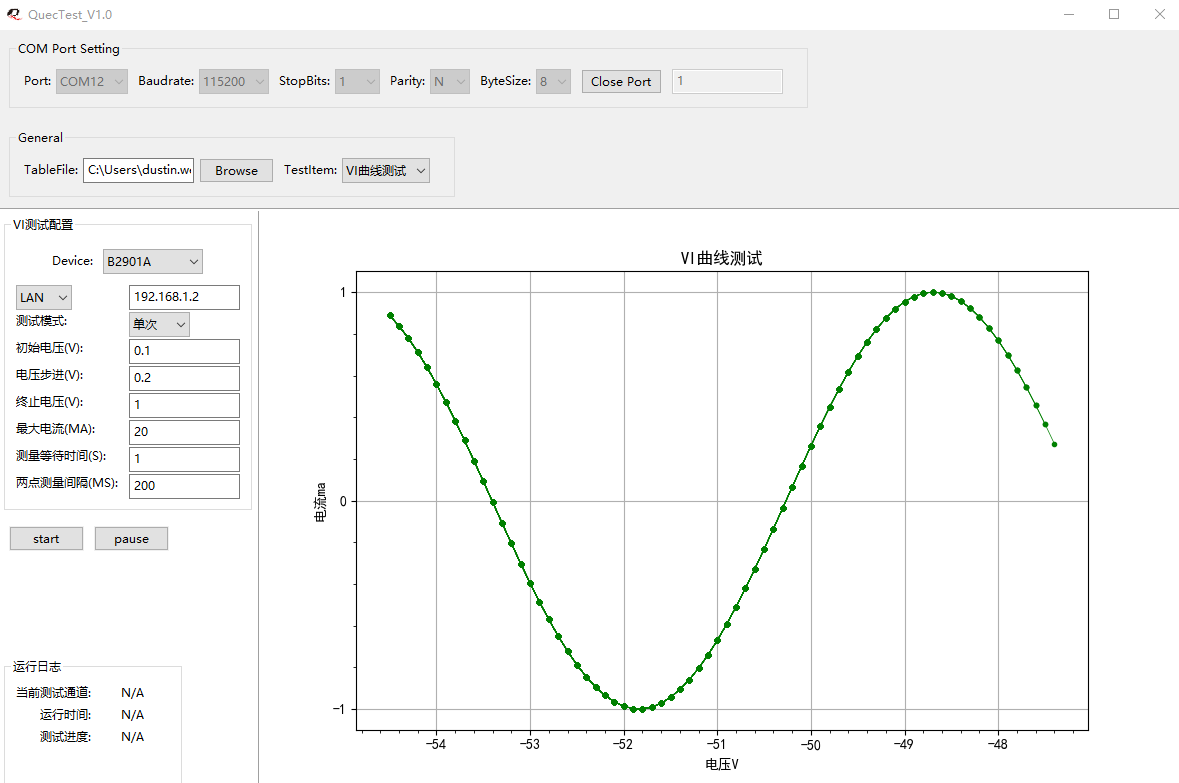 QuecTest_V1.0
COM Port Setting
Port: COM12 Baudrate: 115200 StopBits: 1 Parity: N ByteSize: 8 Close Port 1
General
TableFile: C:\Users\dustin.w Browse TestItem: VI曲线测试
VI测试配置
Device: B2901A
LAN 192.168.1.2
测试模式: 单次
初始电压(V): 0.1
电压步进(V): 0.2
终止电压(V): 1
最大电流(MA): 20
测量等待时间(S): 1
两点测量间隔(MS): 200
start pause
运行日志
当前测试通道: N/A
运行时间: N/A
测试进度: N/A
VI曲线测试
1
0
-1
电流ma
-54 -53 -52 -51 -50 -49 -48
电压V